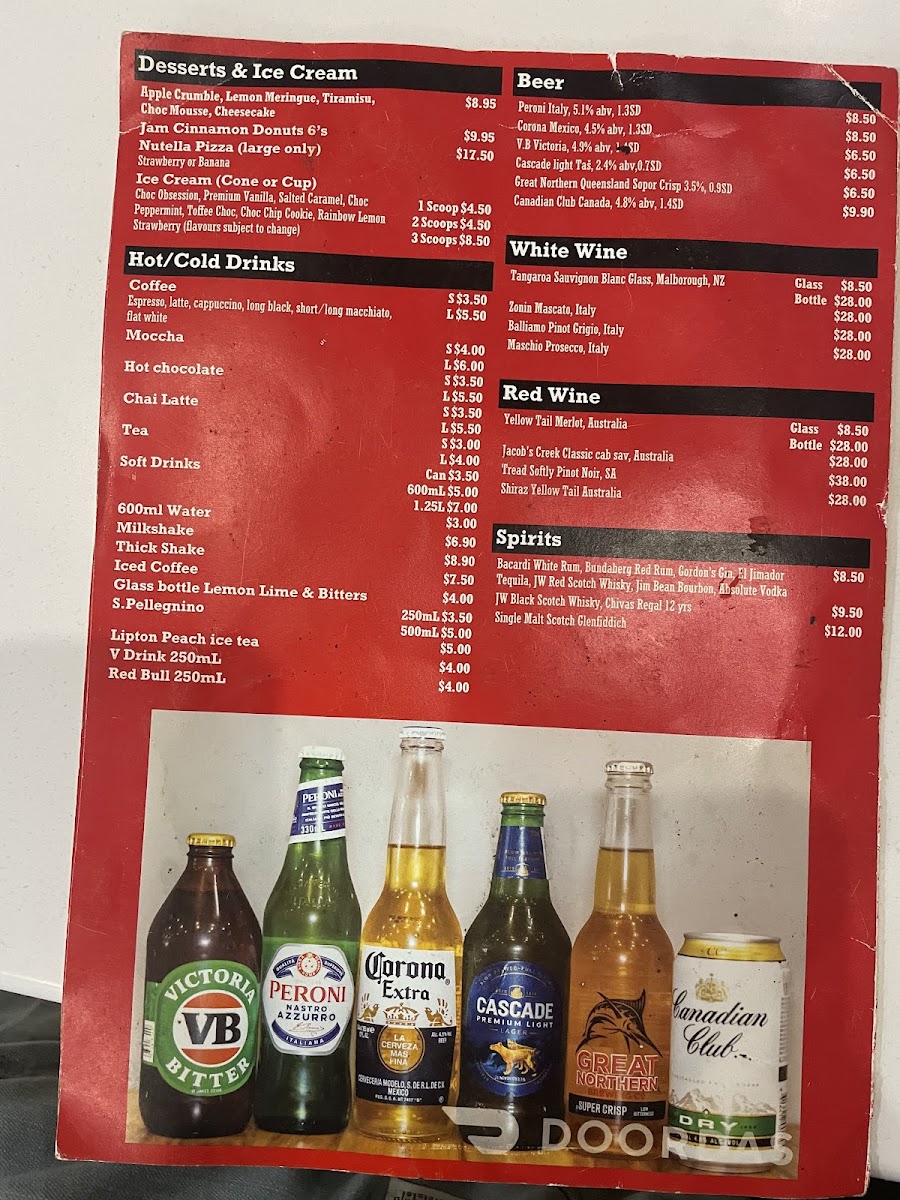 Desserts & Ice Cream
Apple Crumble, Lemon Meringue, Tiramisu,
Choc Mousse, Cheesecake $8.95
Jam Cinnamon Donuts 6's $9.95
Nutella Pizza (large only) $17.50
Strawberry or Banana
Ice Cream (Cone or Cup)
Choc Obsession, Premium Vanilla, Salted Caramel, Choc 1 Scoop $4.50
Peppermint, Toffee Choc, Choc Chip Cookie, Rainbow Lemon 2 Scoops $4.50
Strawberry (flavours subject to change) 3 Scoops $8.50
Hot/Cold Drinks
Coffee S $3.50
Espresso, latte, cappuccino, long black, short/long macchiato, L $5.50
flat white
Moccha S $4.00
L $6.00
Hot chocolate S $3.50
L $5.50
Chai Latte S $3.50
L $5.50
Tea S $3.00
L $4.00
Soft Drinks Can $3.50
600mL $5.00
1.25L $7.00
600ml Water $3.00
Milkshake $6.90
Thick Shake $8.90
Iced Coffee $7.50
Glass bottle Lemon Lime & Bitters $4.00
S.Pellegnino 250mL $3.50
500mL $5.00
Lipton Peach ice tea $5.00
V Drink 250mL $4.00
Red Bull 250mL $4.00
Beer
Peroni Italy, 5.1% abv, 1.3SD $8.50
Corona Mexico, 4.5% abv, 1.3SD $8.50
V.B Victoria, 4.9% abv, $6.50
Cascade light Tas, 2.4% abv,0.7SD $6.50
Great Northern Queensland Sopor Crisp 3.5%, 0.9SD $6.50
Canadian Club Canada, 4.8% abv, 1.4SD $9.90
White Wine
Tangaroa Sauvignon Blanc Glass, Malborough, NZ Glass $8.50
Bottle $28.00
Zonin Mascato, Italy $28.00
Balliamo Pinot Grigio, Italy $28.00
Maschio Prosecco, Italy $28.00
Red Wine
Yellow Tail Merlot, Australia Glass $8.50
Bottle $28.00
Jacob's Creek Classic cab sav, Australia $28.00
Tread Softly Pinot Noir, SA $38.00
Shiraz Yellow Tail Australia $28.00
Spirits
Bacardi White Rum, Bundaberg Red Rum, Gordon's Gin, El Jimador $8.50
Tequila, JW Red Scotch Whisky, Jim Bean Bourbon, Absolute Vodka
JW Black Scotch Whisky, Chivas Regal 12 yrs $9.50
Single Malt Scotch Glenfiddich $12.00
VICTORIA
VB
BITTER
PERONI
330mL
PERONI
NASTRO
AZZURRO
ITALIANA
Corona
Extra
LA
CERVEZA
MAS
FINA
CERVECERIA MODELO, S. DE R.L. DE C.V.
MEXICO
CASCADE
PREMIUM LIGHT
LAGER
GREAT
NORTHERN
SUPER CRISP
LOW
BITTERNESS
CC
Canadian
Club
DRY
DOORDAS